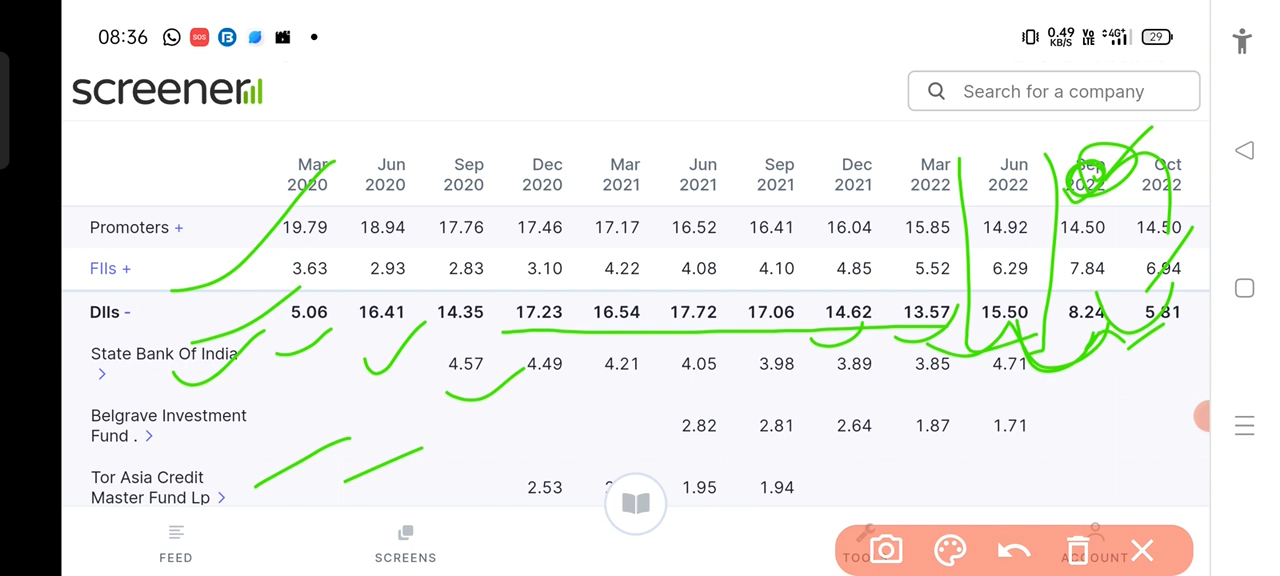 08:36 SOS B 0.49 KB/S Vo LTE 4G+ 29
screener Search for a company
Mar 2020 Jun 2020 Sep 2020 Dec 2020 Mar 2021 Jun 2021 Sep 2021 Dec 2021 Mar 2022 Jun 2022 Sep 2022 Oct 2022
Promoters + 19.79 18.94 17.76 17.46 17.17 16.52 16.41 16.04 15.85 14.92 14.50 14.50
FIIs + 3.63 2.93 2.83 3.10 4.22 4.08 4.10 4.85 5.52 6.29 7.84 6.94
DIIs - 5.06 16.41 14.35 17.23 16.54 17.72 17.06 14.62 13.57 15.50 8.24 5.81
State Bank Of India > 4.57 4.49 4.21 4.05 3.98 3.89 3.85 4.71
Belgrave Investment Fund . > 2.82 2.81 2.64 1.87 1.71
Tor Asia Credit Master Fund Lp > 2.53 1.95 1.94
FEED SCREENS ACCOUNT